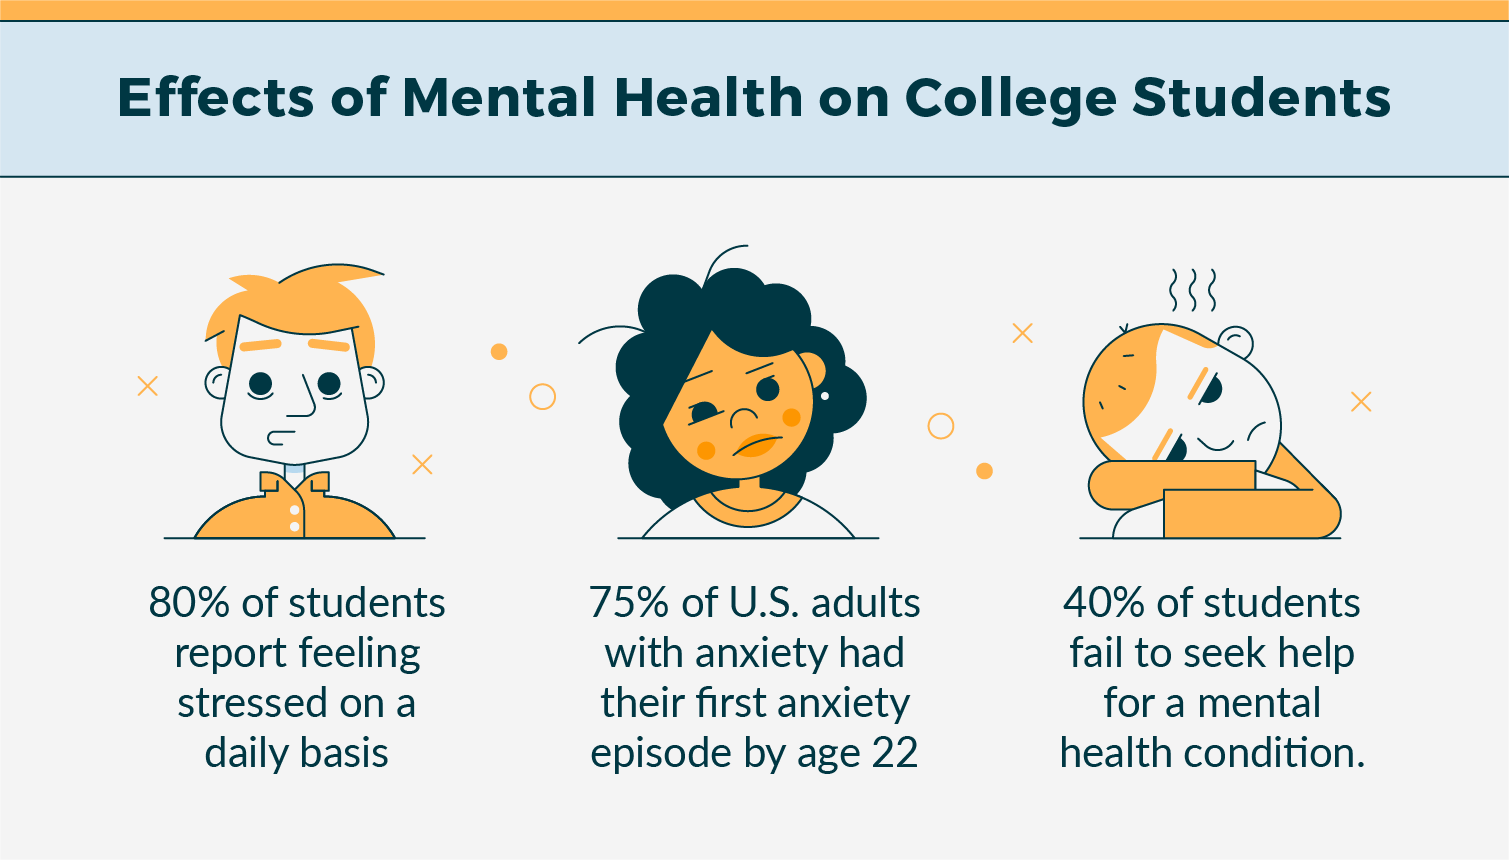 Effects of Mental Health on College Students
80% of students
report feeling
stressed on a
daily basis
75% of U.S. adults
with anxiety had
their first anxiety
episode by age 22
40% of students
fail to seek help
for a mental
health condition.